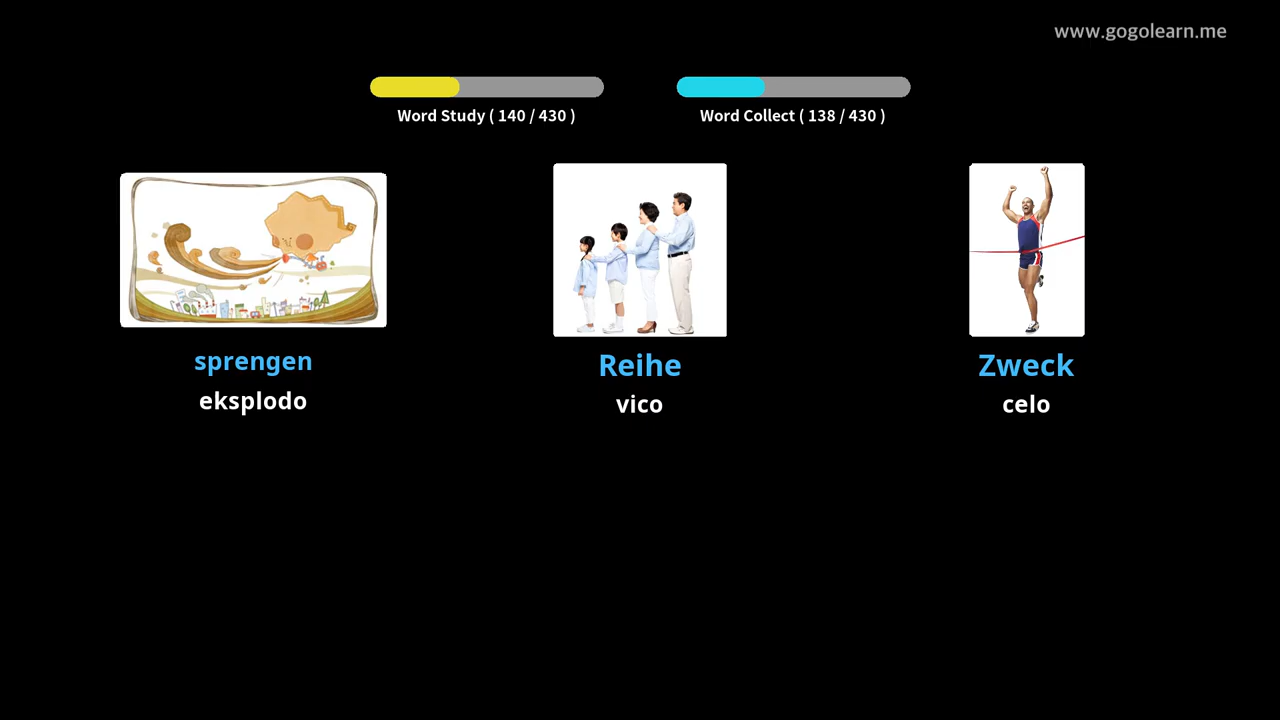 www.gogolearn.me
Word Study ( 140 / 430 )
Word Collect ( 138 / 430 )
sprengen
eksplodo
Reihe
vico
Zweck
celo